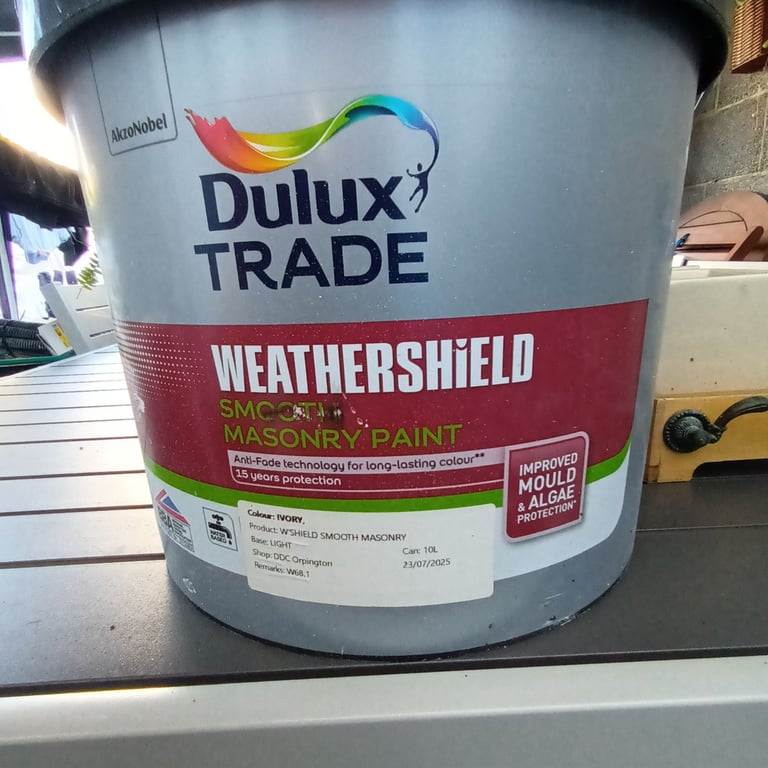 AkzoNobel
Dulux
TRADE
WEATHERSHiELD
SMOOTH
MASONRY PAINT
Anti-Fade technology for long-lasting colour**
15 years protection
IMPROVED
MOULD
& ALGAE
PROTECTION*
WATER
BASED
Colour: IVORY,
Product: W'SHIELD SMOOTH MASONRY
Base: LIGHT
Can: 10L
Shop: DDC Orpington
23/07/2025
Remarks: W68.1